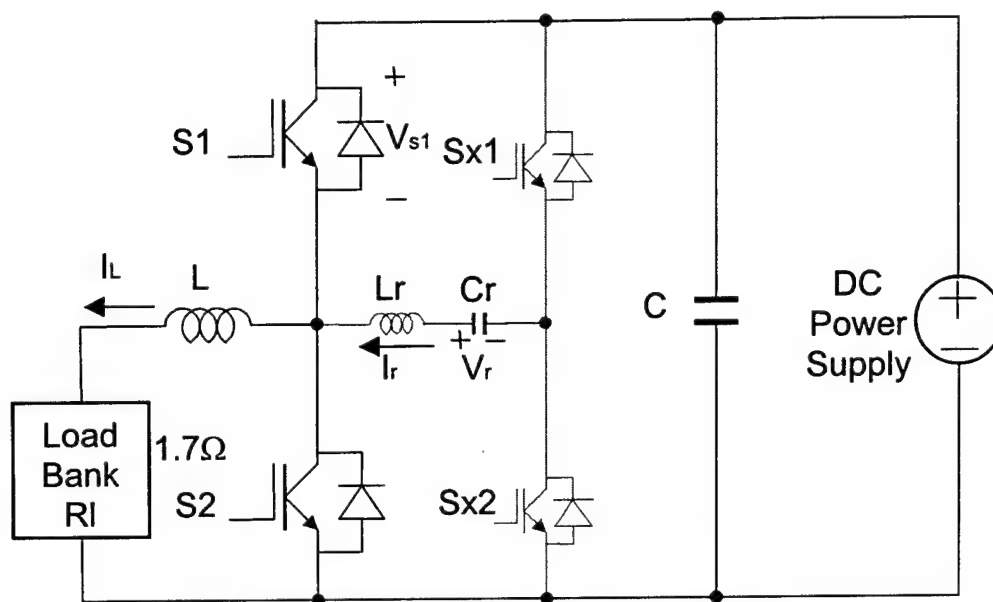 +
S1
Vs1
−
Sx1
IL
L
Lr
Cr
+
−
Ir
Vr
C
DC
Power
Supply
+
−
Load
Bank
Rl
1.7Ω
S2
Sx2